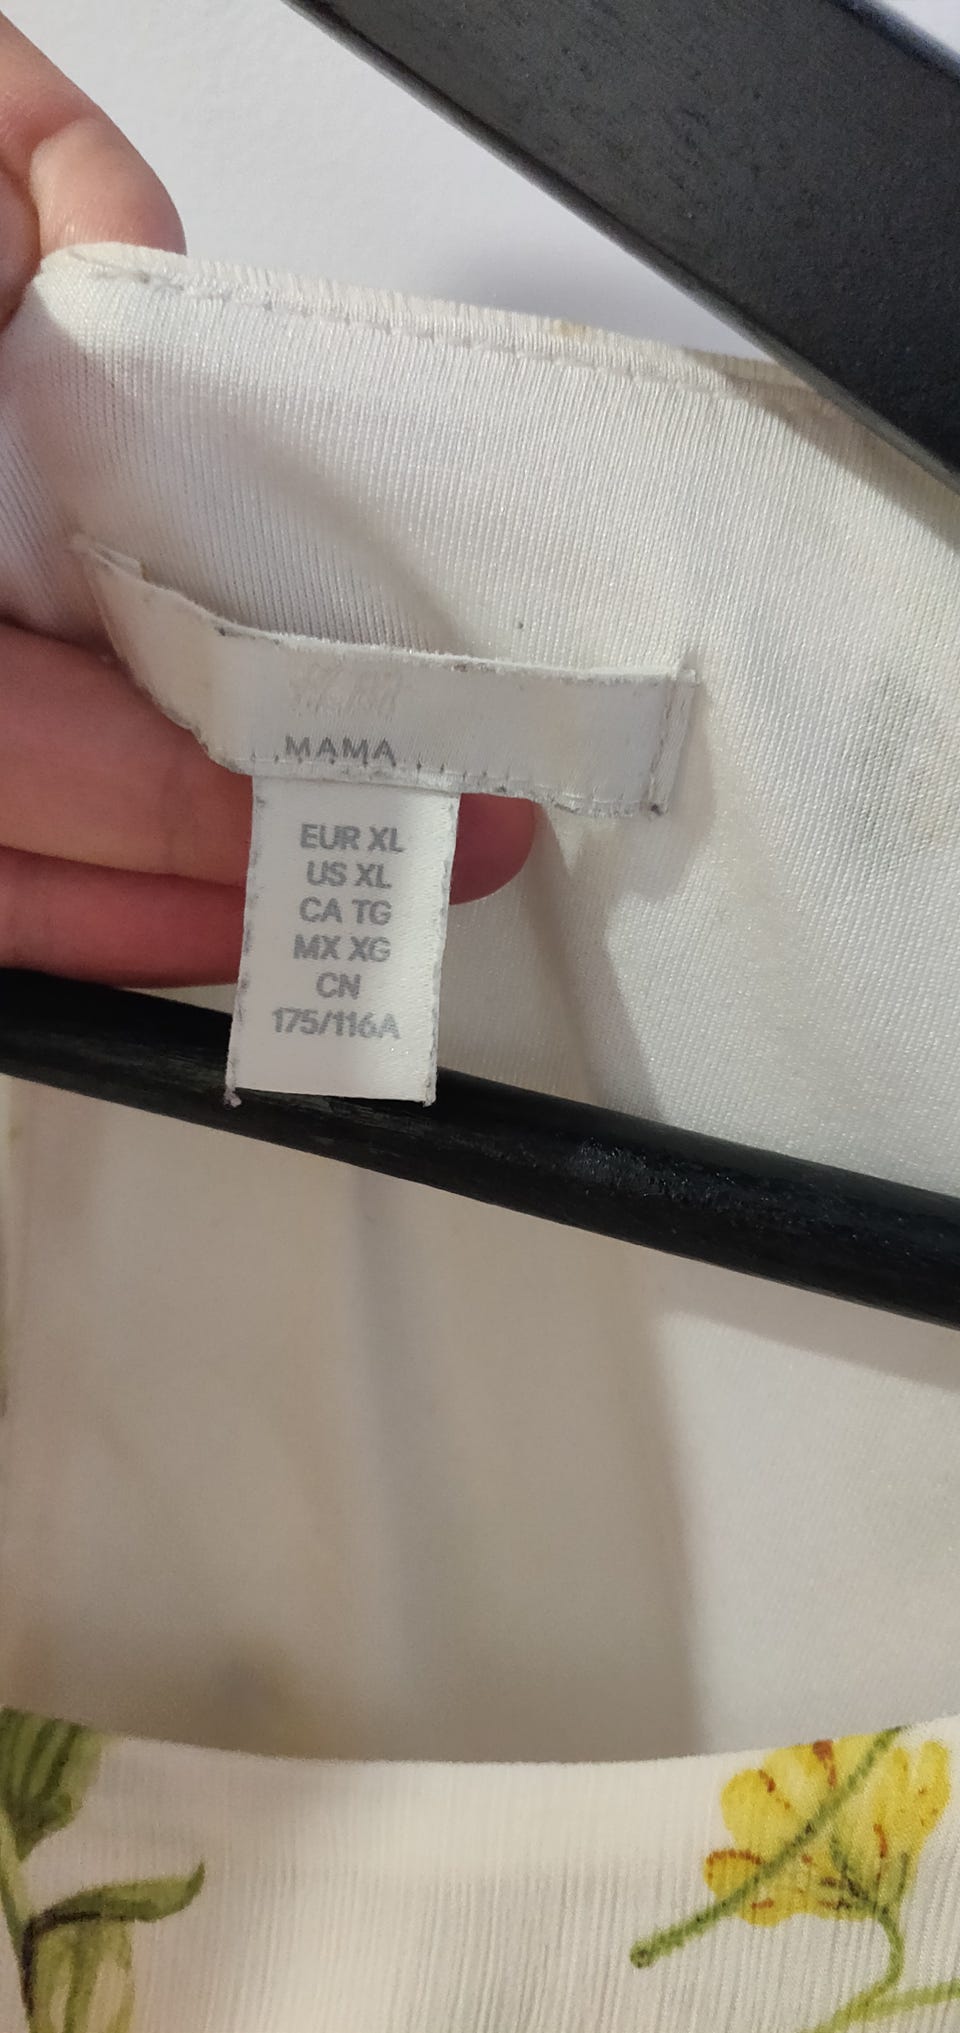 MAMA
EUR XL
US XL
CA TG
MX XG
CN
175/116A